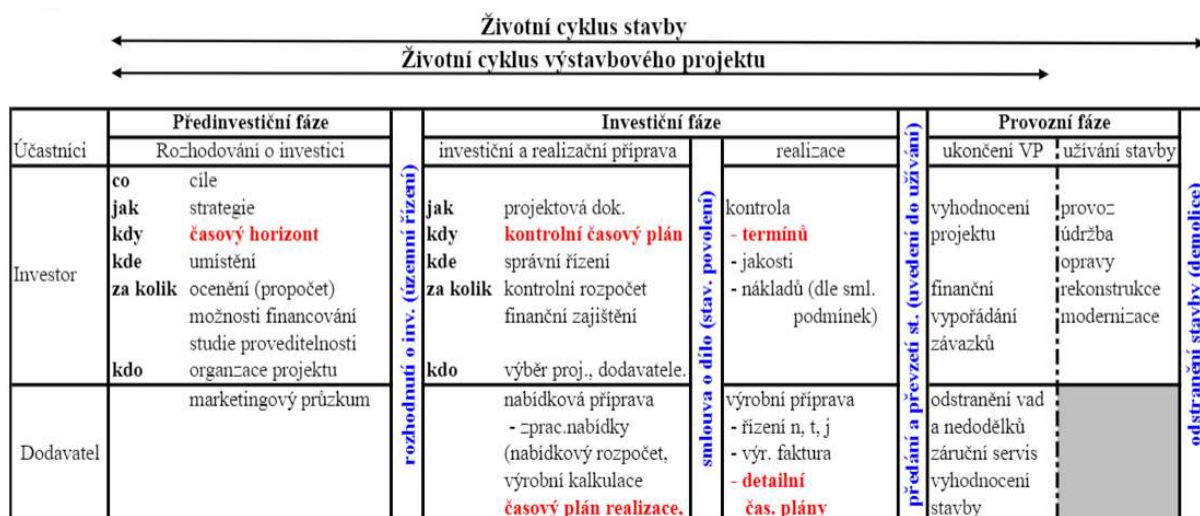 Životní cyklus stavby
Životní cyklus výstavbového projektu
Účastníci
Předinvestiční fáze
Rozhodování o investici
Investiční fáze
investiční a realizační příprava
realizace
Provozní fáze
ukončení VP
užívání stavby
Investor
co cíle
jak strategie
kdy časový horizont
kde umístění
za kolik ocenění (propočet)
možnosti financování
studie proveditelnosti
kdo organzace projektu
rozhodnutí o inv. (územní řízení)
jak projektová dok.
kdy kontrolní časový plán
kde správní řízení
za kolik kontrolní rozpočet
finanční zajištění
kdo výběr proj., dodavatele.
smlouva o dílo (stav. povolení)
kontrola
- termínů
- jakosti
- nákladů (dle sml.
podmínek)
předání a převzetí st. (uvedení do užívání)
vyhodnocení
projektu
finanční
vypořádání
závazků
provoz
údržba
opravy
rekonstrukce
modernizace
odstranění stavby (demolice)
Dodavatel
marketingový průzkum
nabídková příprava
- zprac.nabídky
(nabídkový rozpočet,
výrobní kalkulace
časový plán realizace,
výrobní příprava
- řízení n, t, j
- výr. faktura
- detailní
čas. plány
odstranění vad
a nedodělků
záruční servis
vyhodnocení
stavby